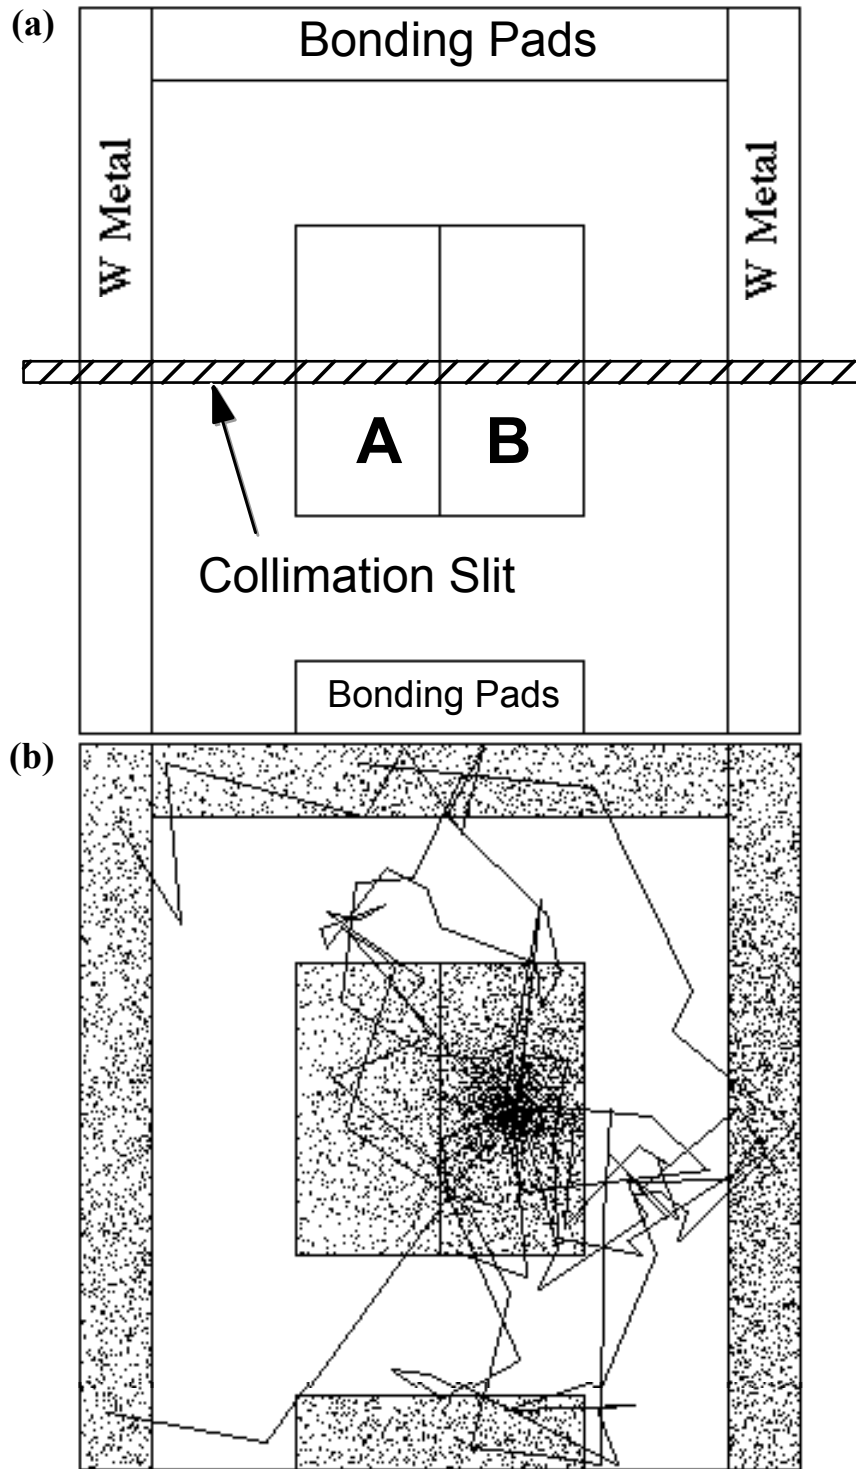 (a)
Bonding Pads
W Metal
W Metal
A
B
Collimation Slit
Bonding Pads
(b)